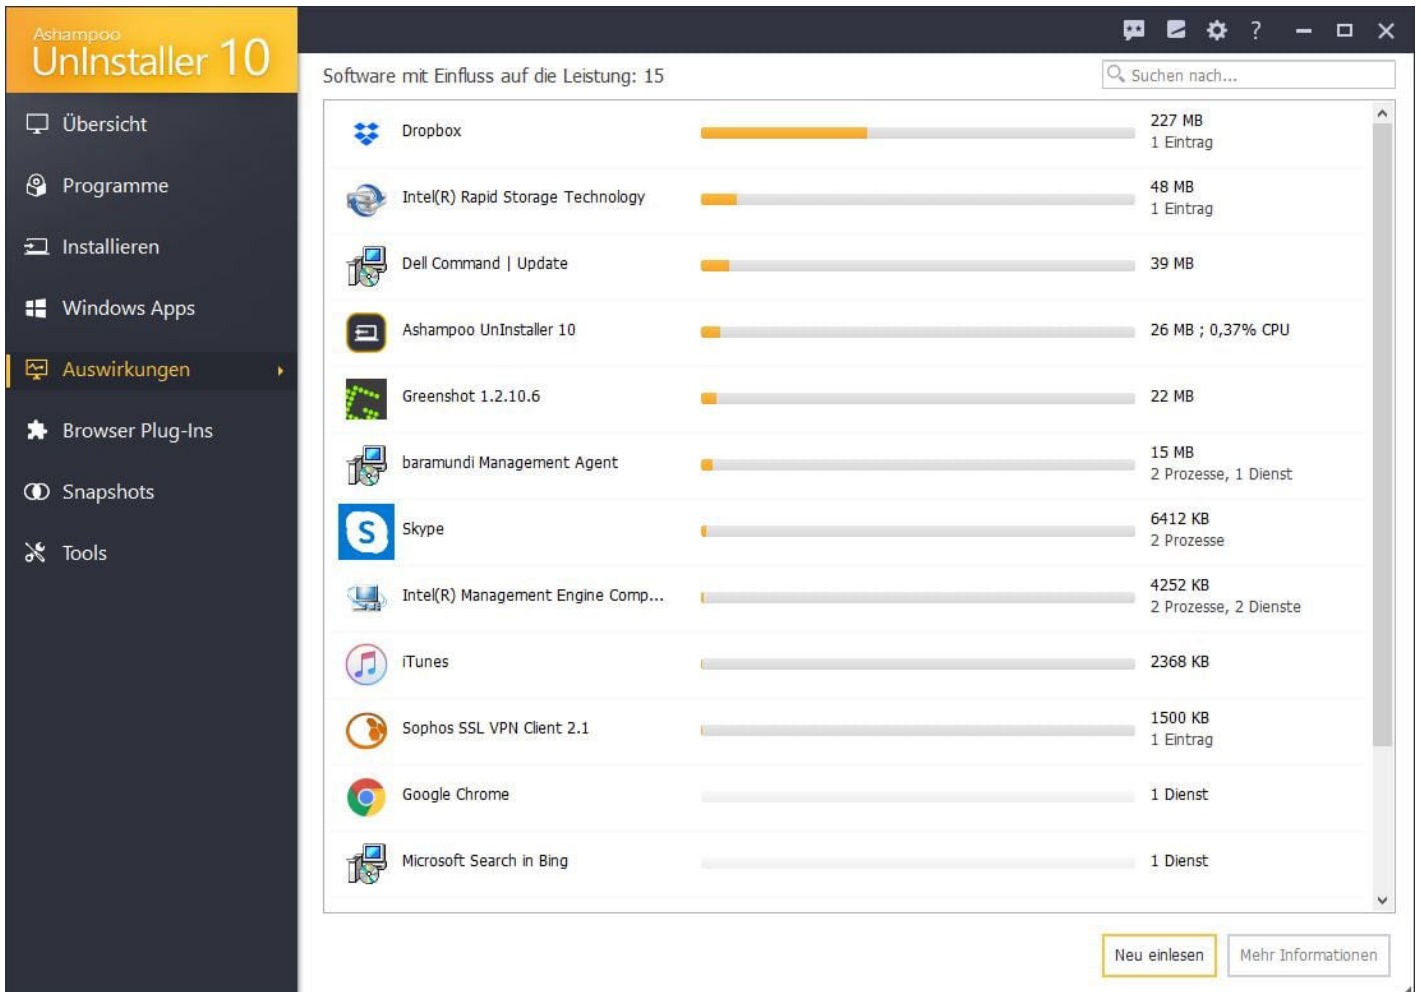 Ashampoo
UnInstaller 10
?
Software mit Einfluss auf die Leistung: 15
Suchen nach...
Übersicht
Programme
Installieren
Windows Apps
Auswirkungen
Browser Plug-Ins
Snapshots
Tools
Dropbox
227 MB
1 Eintrag
Intel(R) Rapid Storage Technology
48 MB
1 Eintrag
Dell Command | Update
39 MB
Ashampoo UnInstaller 10
26 MB ; 0,37% CPU
Greenshot 1.2.10.6
22 MB
baramundi Management Agent
15 MB
2 Prozesse, 1 Dienst
Skype
6412 KB
2 Prozesse
Intel(R) Management Engine Comp...
4252 KB
2 Prozesse, 2 Dienste
iTunes
2368 KB
Sophos SSL VPN Client 2.1
1500 KB
1 Eintrag
Google Chrome
1 Dienst
Microsoft Search in Bing
1 Dienst
Neu einlesen
Mehr Informationen